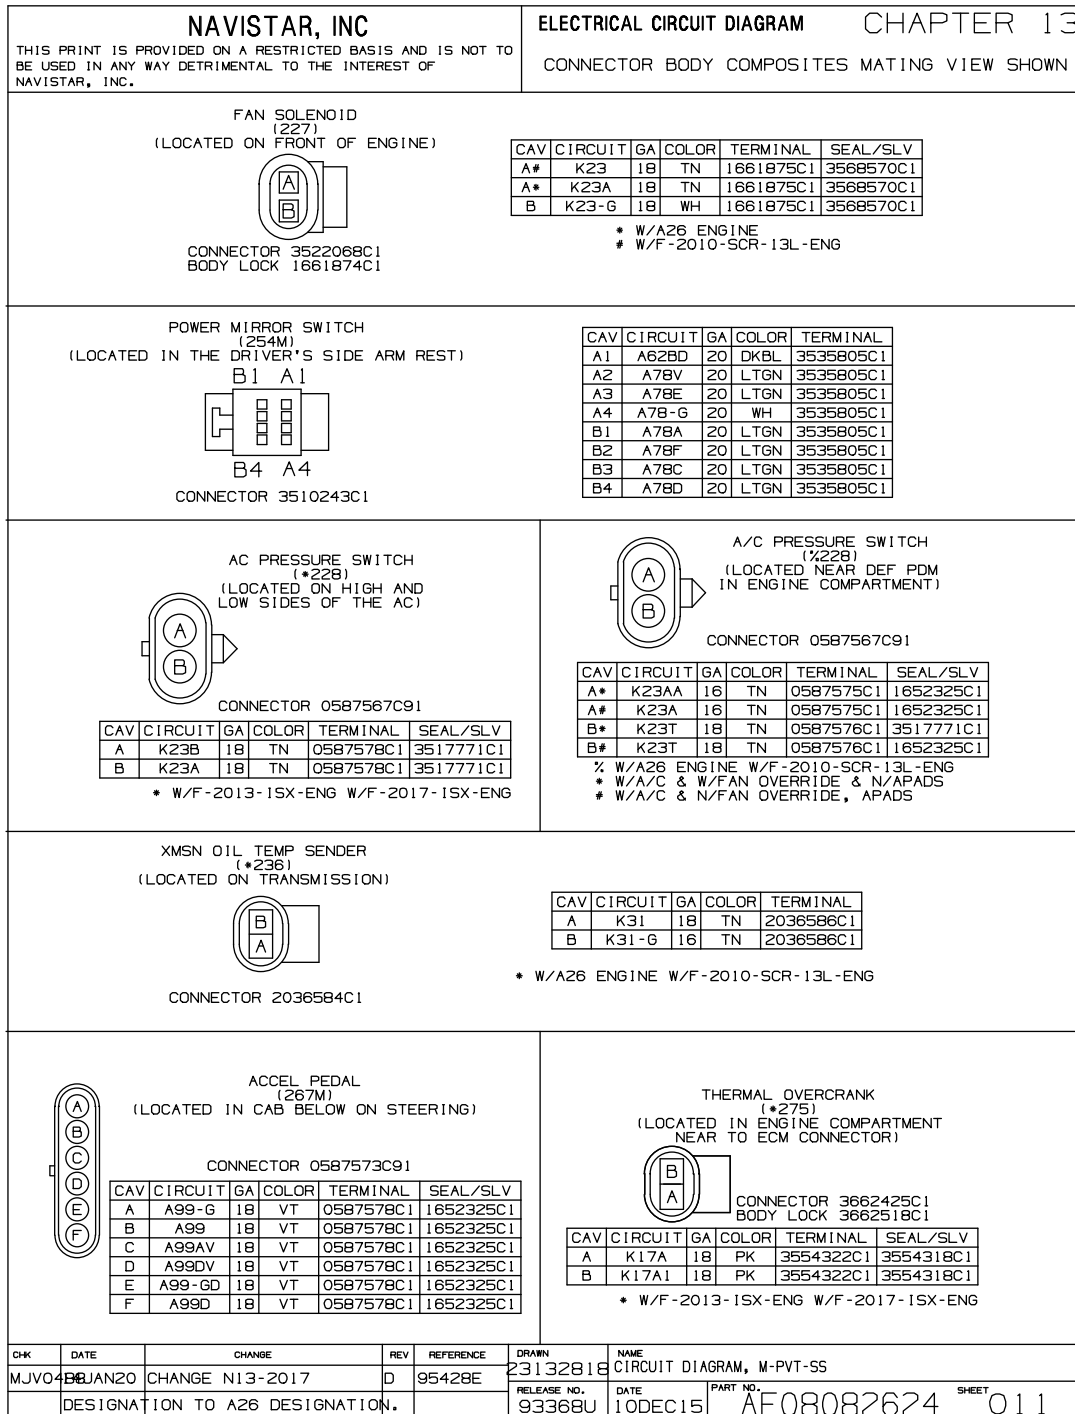 NAVISTAR, INC
THIS PRINT IS PROVIDED ON A RESTRICTED BASIS AND IS NOT TO
BE USED IN ANY WAY DETRIMENTAL TO THE INTEREST OF
NAVISTAR, INC.
ELECTRICAL CIRCUIT DIAGRAM CHAPTER 13
CONNECTOR BODY COMPOSITES MATING VIEW SHOWN
FAN SOLENOID
(227)
(LOCATED ON FRONT OF ENGINE)
A
B
CONNECTOR 3522068C1
BODY LOCK 1661874C1
CAV CIRCUIT GA COLOR TERMINAL SEAL/SLV
A# K23 18 TN 1661875C1 3568570C1
A* K23A 18 TN 1661875C1 3568570C1
B K23-G 18 WH 1661875C1 3568570C1
* W/A26 ENGINE
# W/F-2010-SCR-13L-ENG
POWER MIRROR SWITCH
(254M)
(LOCATED IN THE DRIVER'S SIDE ARM REST)
B1 A1
B4 A4
CONNECTOR 3510243C1
CAV CIRCUIT GA COLOR TERMINAL
A1 A62BD 20 DKBL 3535805C1
A2 A78V 20 LTGN 3535805C1
A3 A78E 20 LTGN 3535805C1
A4 A78-G 20 WH 3535805C1
B1 A78A 20 LTGN 3535805C1
B2 A78F 20 LTGN 3535805C1
B3 A78C 20 LTGN 3535805C1
B4 A78D 20 LTGN 3535805C1
AC PRESSURE SWITCH
(*228)
(LOCATED ON HIGH AND
LOW SIDES OF THE AC)
A
B
CONNECTOR 0587567C91
CAV CIRCUIT GA COLOR TERMINAL SEAL/SLV
A K23B 18 TN 0587578C1 3517771C1
B K23A 18 TN 0587578C1 3517771C1
* W/F-2013-ISX-ENG W/F-2017-ISX-ENG
A/C PRESSURE SWITCH
(%228)
(LOCATED NEAR DEF PDM
IN ENGINE COMPARTMENT)
A
B
CONNECTOR 0587567C91
CAV CIRCUIT GA COLOR TERMINAL SEAL/SLV
A* K23AA 16 TN 0587575C1 1652325C1
A# K23A 16 TN 0587575C1 1652325C1
B* K23T 18 TN 0587576C1 3517771C1
B# K23T 18 TN 0587576C1 1652325C1
% W/A26 ENGINE W/F-2010-SCR-13L-ENG
* W/A/C & W/FAN OVERRIDE & N/APADS
# W/A/C & N/FAN OVERRIDE, APADS
XMSN OIL TEMP SENDER
(*236)
(LOCATED ON TRANSMISSION)
B
A
CONNECTOR 2036584C1
CAV CIRCUIT GA COLOR TERMINAL
A K31 18 TN 2036586C1
B K31-G 16 TN 2036586C1
* W/A26 ENGINE W/F-2010-SCR-13L-ENG
ACCEL PEDAL
(267M)
(LOCATED IN CAB BELOW ON STEERING)
A
B
C
D
E
F
CONNECTOR 0587573C91
CAV CIRCUIT GA COLOR TERMINAL SEAL/SLV
A A99-G 18 VT 0587578C1 1652325C1
B A99 18 VT 0587578C1 1652325C1
C A99AV 18 VT 0587578C1 1652325C1
D A99DV 18 VT 0587578C1 1652325C1
E A99-GD 18 VT 0587578C1 1652325C1
F A99D 18 VT 0587578C1 1652325C1
THERMAL OVERCRANK
(*275)
(LOCATED IN ENGINE COMPARTMENT
NEAR TO ECM CONNECTOR)
B
A
CONNECTOR 3662425C1
BODY LOCK 3662518C1
CAV CIRCUIT GA COLOR TERMINAL SEAL/SLV
A K17A 18 PK 3554322C1 3554318C1
B K17A1 18 PK 3554322C1 3554318C1
* W/F-2013-ISX-ENG W/F-2017-ISX-ENG
CHK DATE CHANGE REV REFERENCE
CHANGE N13-2017 D 95428E
DESIGNATION TO A26 DESIGNATION.
DRAWN
23132818
NAME
CIRCUIT DIAGRAM, M-PVT-SS
RELEASE NO.
93368U
DATE
10DEC15
PART NO.
AF08082624
SHEET
011